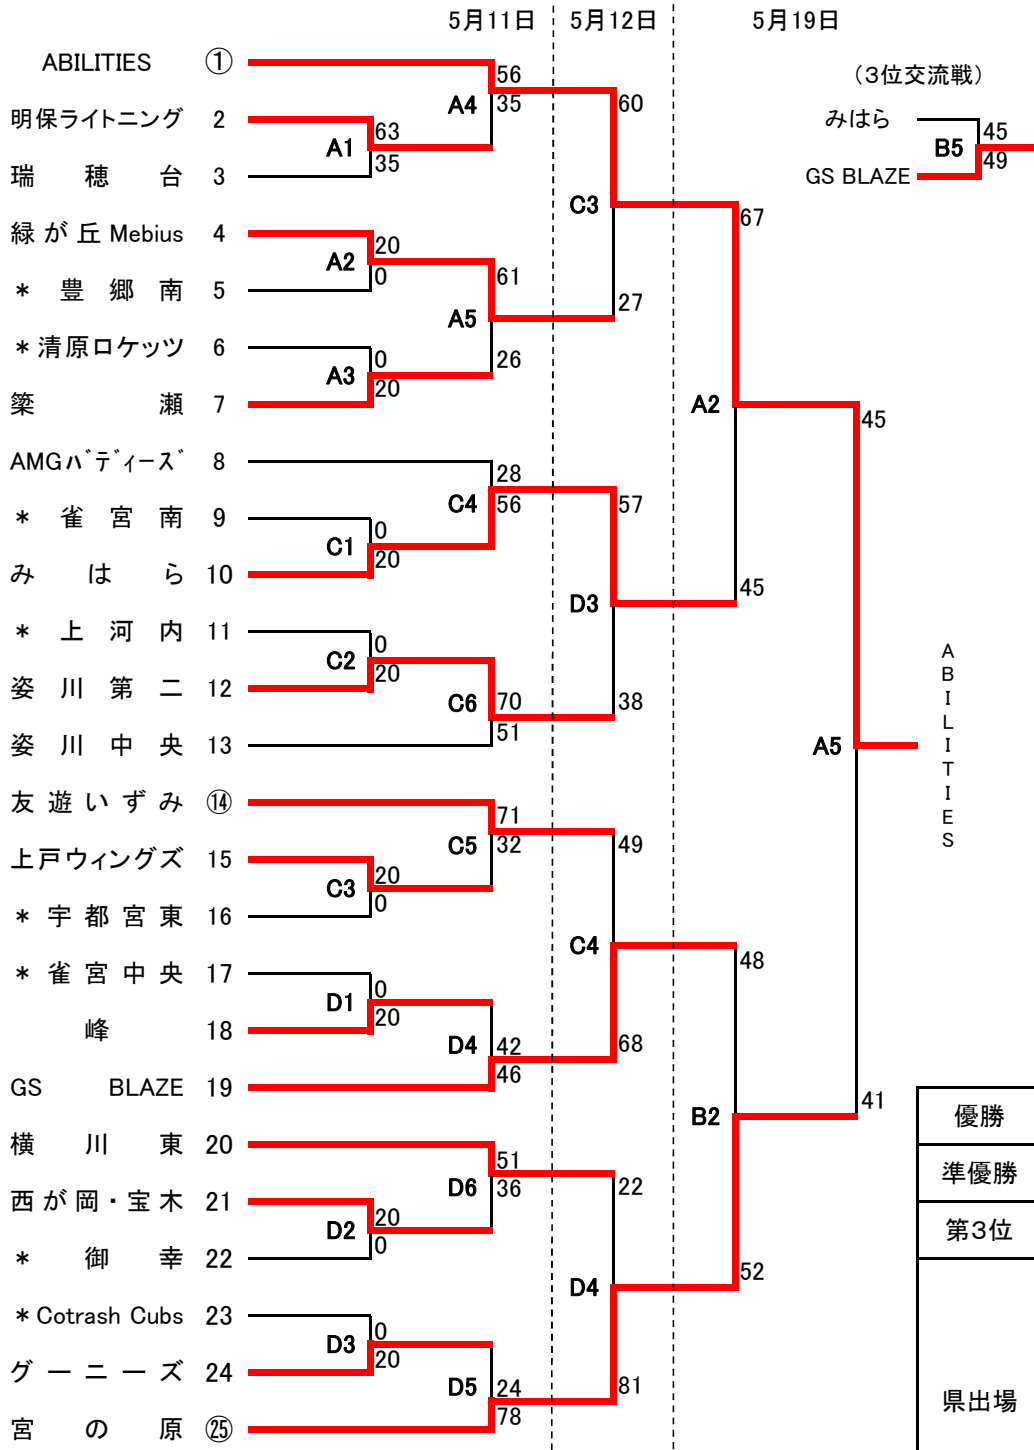 5月11日 5月12日 5月19日
ABILITIES ①
明保ライトニング 2
瑞穂台 3
緑が丘Mebius 4
* 豊郷南 5
*清原ロケッツ 6
簗瀬 7
AMGバディーズ 8
* 雀宮南 9
みはら 10
* 上河内 11
姿川第二 12
姿川中央 13
友遊いずみ ⑭
上戸ウィングズ 15
* 宇都宮東 16
* 雀宮中央 17
峰 18
GS BLAZE 19
横川東 20
西が岡・宝木 21
* 御幸 22
*Cotrash Cubs 23
グーニーズ 24
宮の原 ㉕
A1 63 35
A2 20 0
A3 0 20
C1 0 20
C2 0 20
C3 20 0
D1 0 20
D2 20 0
D3 0 20
A4 56 35
A5 61 26
C4 28 56
C6 70 51
C5 71 32
D4 42 46
D6 51 36
D5 24 78
C3 60 27
D3 57 38
C4 49 68
D4 22 81
A2 67 45
B2 48 52
A5 45 41
ABILITIES
(3位交流戦)
みはら 45
B5
GS BLAZE 49
優勝
準優勝
第3位
県出場